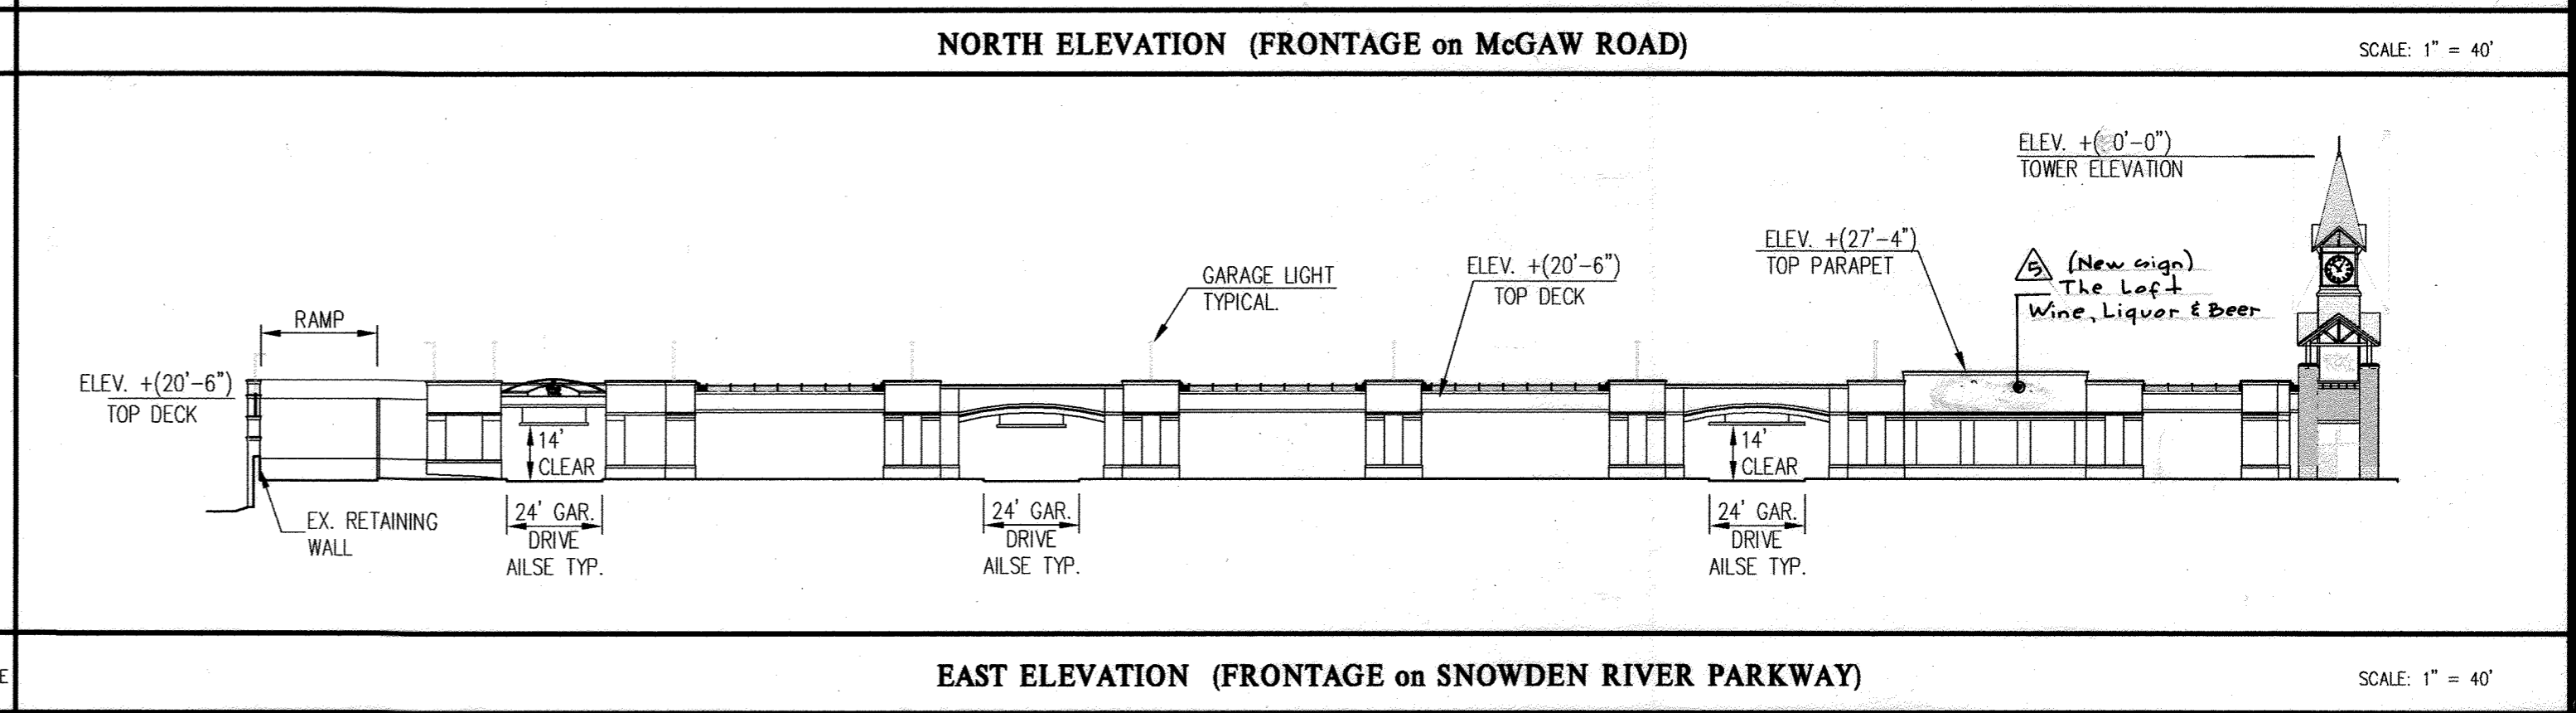 NORTH ELEVATION (FRONTAGE on McGAW ROAD)
SCALE: 1" = 40'
ELEV. +( 0'-0")
TOWER ELEVATION
ELEV. +(27'-4")
TOP PARAPET
5 (New sign)
The Loft
Wine, Liquor & Beer
ELEV. +(20'-6")
TOP DECK
GARAGE LIGHT
TYPICAL.
RAMP
ELEV. +(20'-6")
TOP DECK
14'
CLEAR
14'
CLEAR
EX. RETAINING
WALL
24' GAR.
DRIVE
AILSE TYP.
24' GAR.
DRIVE
AILSE TYP.
24' GAR.
DRIVE
AILSE TYP.
E
EAST ELEVATION (FRONTAGE on SNOWDEN RIVER PARKWAY)
SCALE: 1" = 40'